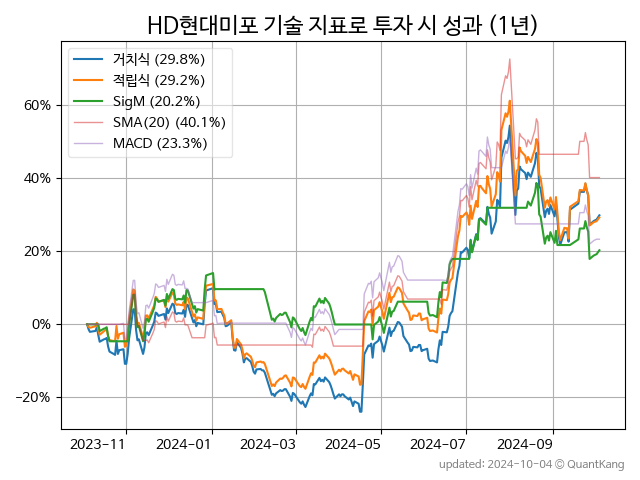 HD현대미포 기술 지표로 투자 시 성과 (1년)
거치식 (29.8%)
적립식 (29.2%)
SigM (20.2%)
SMA(20) (40.1%)
MACD (23.3%)
60%
40%
20%
0%
−20%
2023−11
2024−01
2024−03
2024−05
2024−07
2024−09
updated: 2024-10-04 ⓒ QuantKang